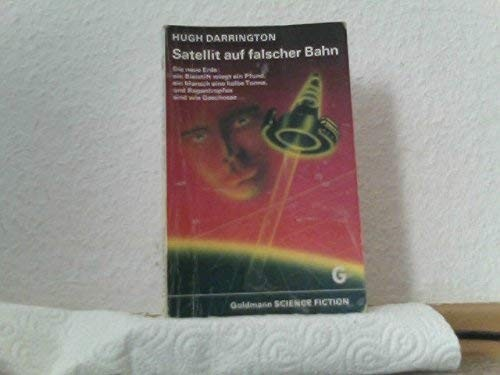 HUGH DARRINGTON
Satellit auf falscher Bahn
Die neue Erde:
ein Bleistift wiegt ein Pfund,
ein Mensch eine halbe Tonne,
und Regentropfen
sind wie Geschosse
G
Goldmann SCIENCE FICTION